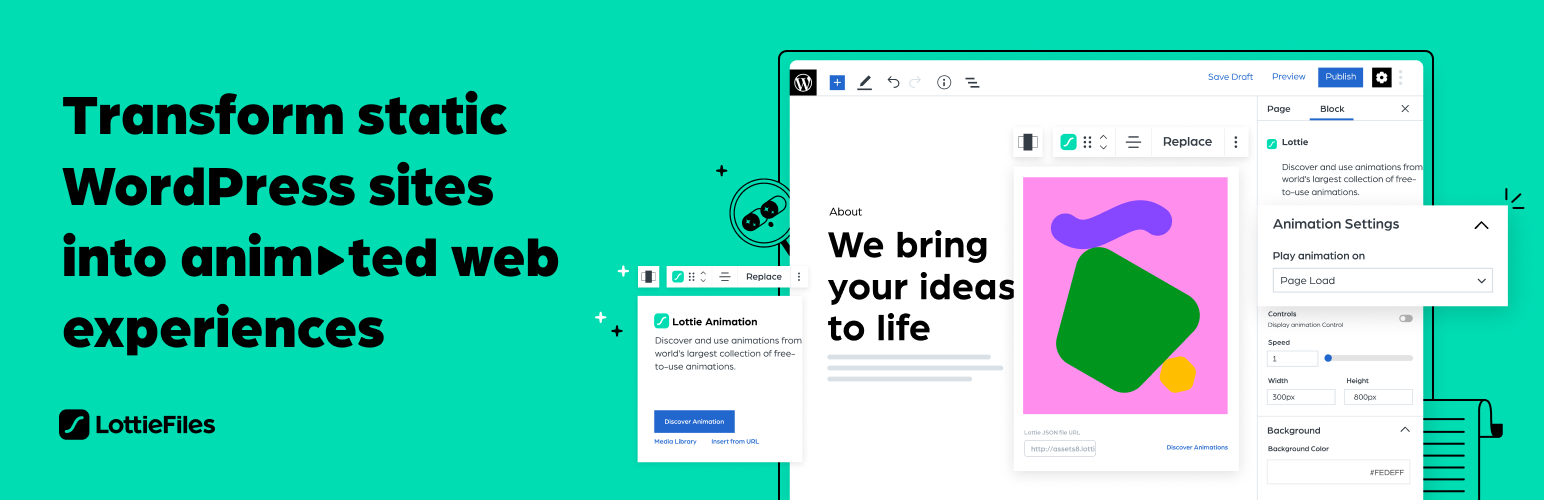 Transform static
WordPress sites
into anim▶ted web
experiences
LottieFiles
Replace
Lottie Animation
Discover and use animations from
world's largest collection of free-
to-use animations.
Discover Animation
Media Library Insert from URL
Save Draft Preview Publish
About
We bring
your ideas
to life
Replace
Lottie JSON file URL
http://assets8.lotti
Discover Animations
Page Block
Lottie
Discover and use animations from
world's largest collection of free-
to-use animations.
Animation Settings
Play animation on
Page Load
Controls
Display animation Control
Speed
1
Width Height
300px 800px
Background
Background Color
#FEDEFF